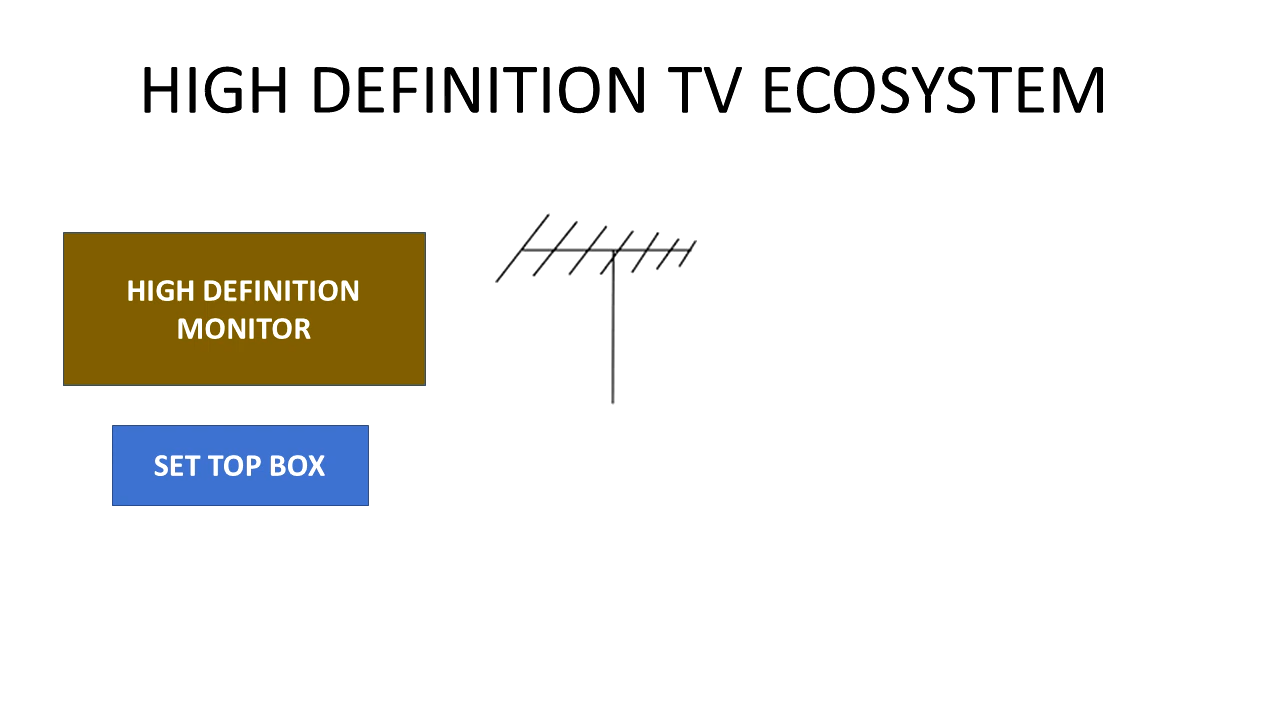 HIGH DEFINITION TV ECOSYSTEM
HIGH DEFINITION
MONITOR
SET TOP BOX